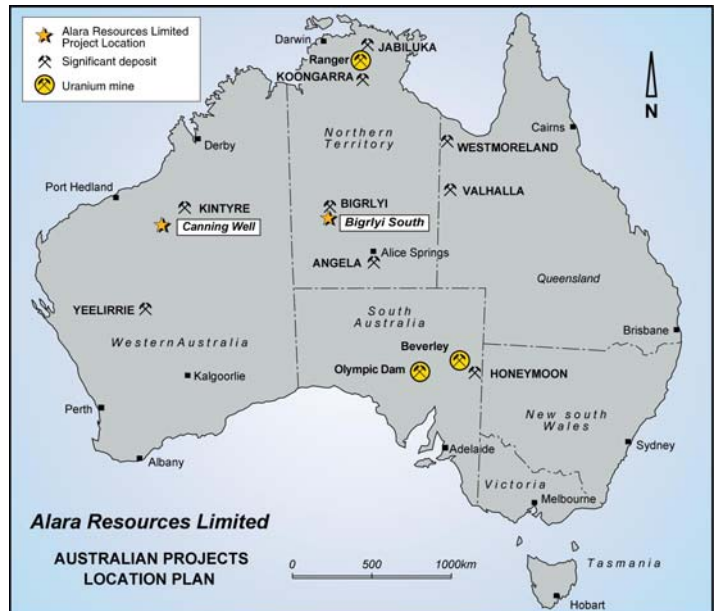 Alara Resources Limited
Project Location
Significant deposit
Uranium mine
Darwin
JABILUKA
Ranger
KOONGARRA
N
Northern
Territory
Cairns
WESTMORELAND
Derby
VALHALLA
Port Hedland
KINTYRE
BIGRLYI
Canning Well
Bigrlyi South
Alice Springs
ANGELA
Queensland
YEELIRRIE
South
Australia
Western Australia
Brisbane
Beverley
Olympic Dam
HONEYMOON
Kalgoorlie
New south
Wales
Perth
Sydney
Adelaide
Albany
Victoria
Melbourne
Alara Resources Limited
AUSTRALIAN PROJECTS
LOCATION PLAN
0 500 1000km
Tasmania
Hobart